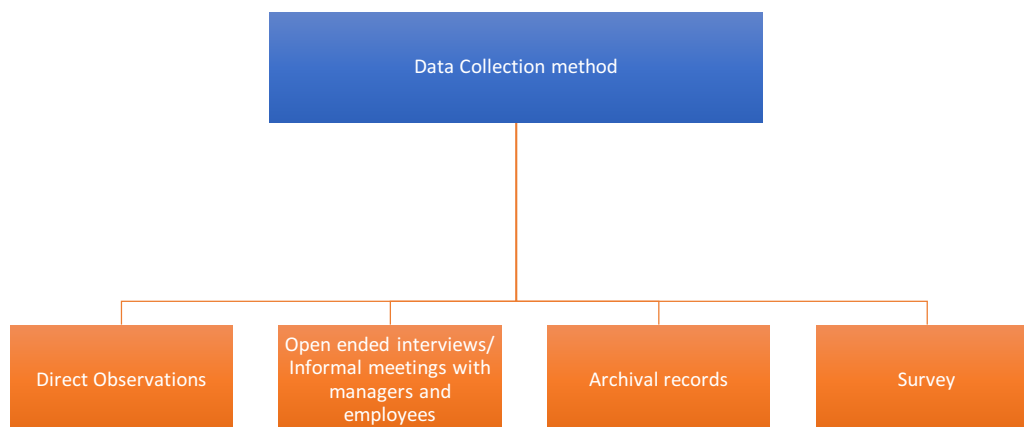 Data Collection method
Direct Observations
Open ended interviews/
Informal meetings with
managers and
employees
Archival records
Survey